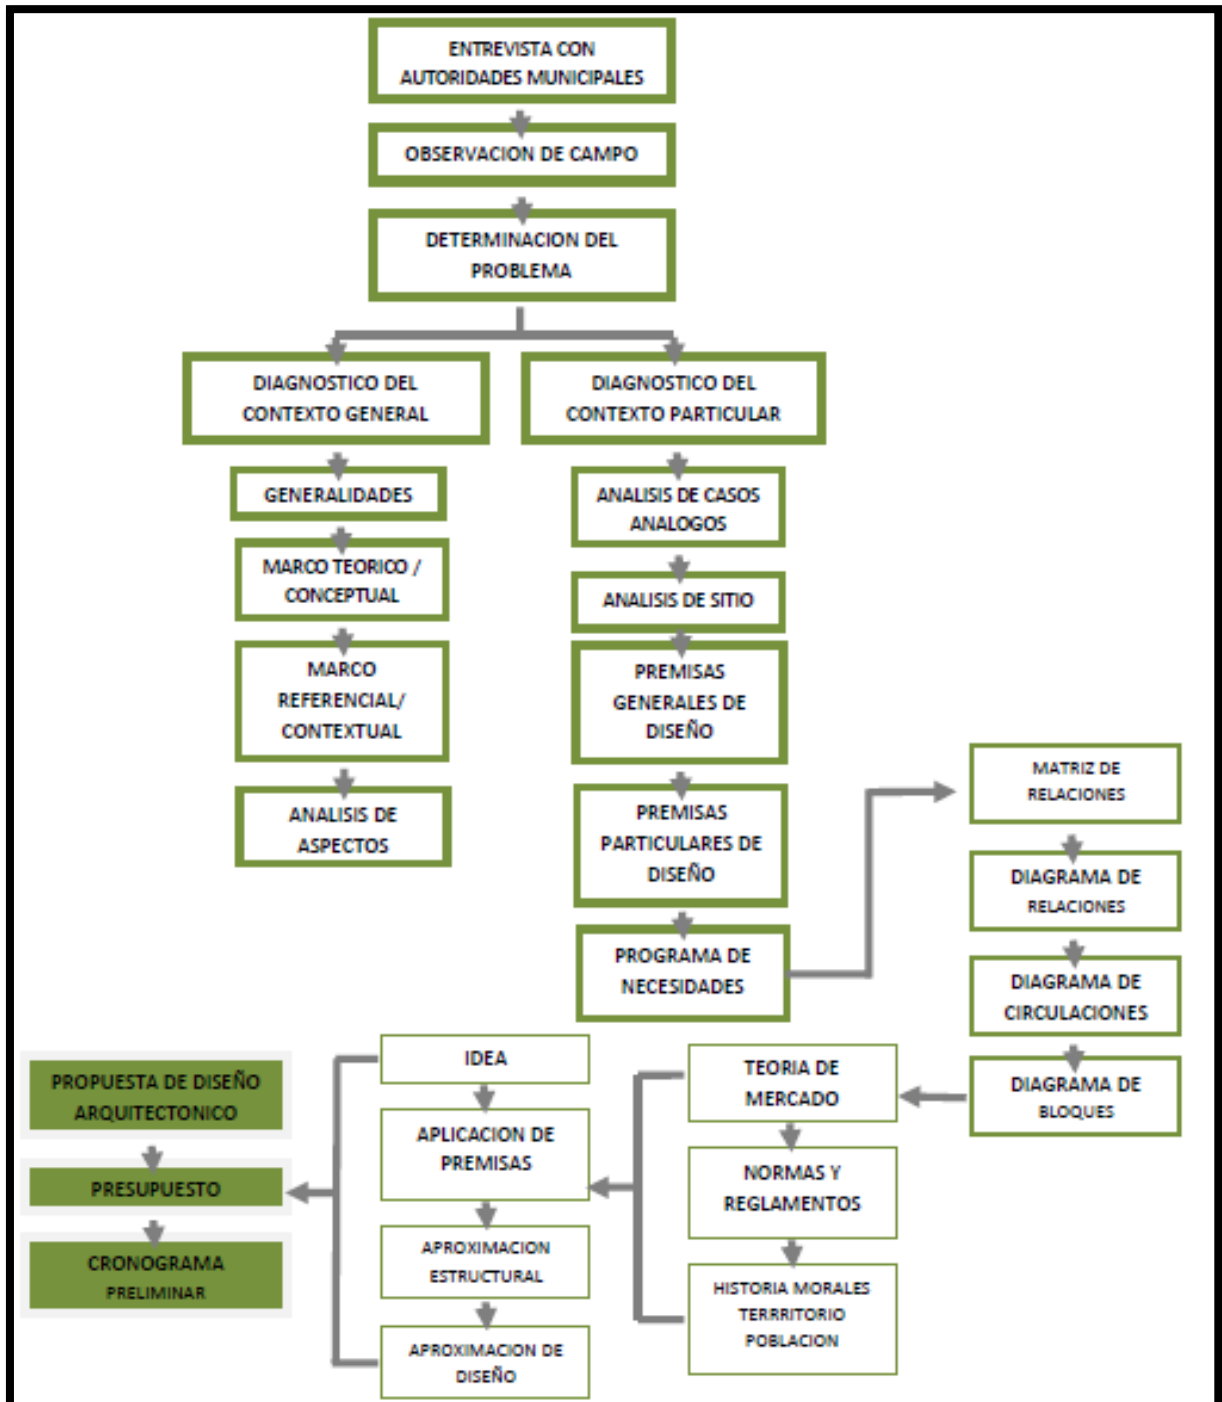 ENTREVISTA CON
AUTORIDADES MUNICIPALES
OBSERVACION DE CAMPO
DETERMINACION DEL
PROBLEMA
DIAGNOSTICO DEL
CONTEXTO GENERAL
GENERALIDADES
MARCO TEORICO /
CONCEPTUAL
MARCO
REFERENCIAL/
CONTEXTUAL
ANALISIS DE
ASPECTOS
DIAGNOSTICO DEL
CONTEXTO PARTICULAR
ANALISIS DE CASOS
ANALOGOS
ANALISIS DE SITIO
PREMISAS
GENERALES DE
DISEÑO
PREMISAS
PARTICULARES DE
DISEÑO
PROGRAMA DE
NECESIDADES
MATRIZ DE
RELACIONES
DIAGRAMA DE
RELACIONES
DIAGRAMA DE
CIRCULACIONES
DIAGRAMA DE
BLOQUES
TEORIA DE
MERCADO
NORMAS Y
REGLAMENTOS
HISTORIA MORALES
TERRRITORIO
POBLACION
IDEA
APLICACION DE
PREMISAS
APROXIMACION
ESTRUCTURAL
APROXIMACION DE
DISEÑO
PROPUESTA DE DISEÑO
ARQUITECTONICO
PRESUPUESTO
CRONOGRAMA
PRELIMINAR